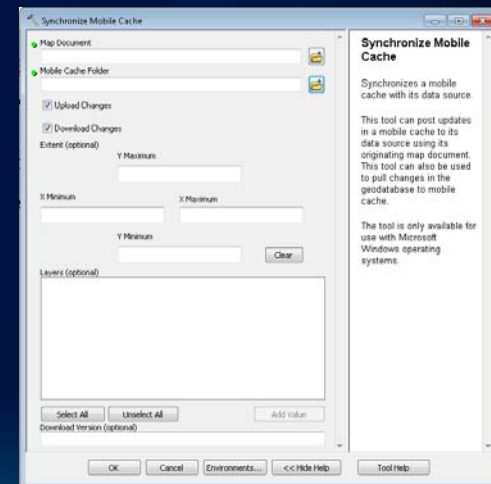 Synchronize Mobile Cache
Map Document
Mobile Cache Folder
Upload Changes
Download Changes
Extent (optional)
Y Maximum
X Minimum
X Maximum
Y Minimum
Clear
Layers (optional)
Select All
Unselect All
Add Value
Download Version (optional)
OK
Cancel
Environments...
<< Hide Help
Tool Help
Synchronize Mobile
Cache
Synchronizes a mobile
cache with its data source.
This tool can post updates
in a mobile cache to its
data source using its
originating map document.
This tool can also be used
to pull changes in the
geodatabase to mobile
cache.
The tool is only available for
use with Microsoft
Windows operating
systems.